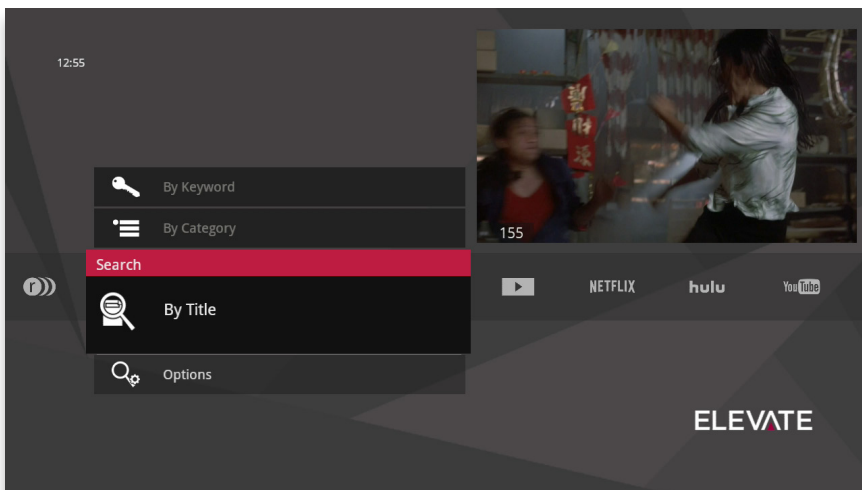 12:55
By Keyword
155
By Category
Search
NETFLIX
hulu
YouTube
By Title
Options
ELEVATE